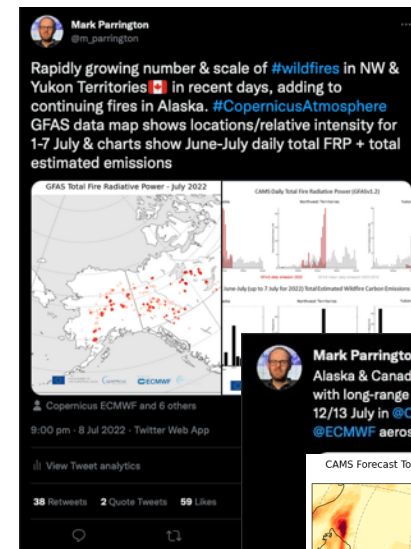 Mark Parrington
@m_parrington
Rapidly growing number & scale of #wildfires in NW &
Yukon Territories🇨🇦 in recent days, adding to
continuing fires in Alaska. #CopernicusAtmosphere
GFAS data map shows locations/relative intensity for
1-7 July & charts show June-July daily total FRP + total
estimated emissions
GFAS Total Fire Radiative Power - July 2022
CAMS Daily Total Fire Radiative Power (GFASv1.2)
Northwest Territories
June-July (up to 7 July for 2022) Total Estimated Wildfire Carbon Emissions
ECMWF
Copernicus ECMWF and 6 others
9:00 pm · 8 Jul 2022 · Twitter Web App
View Tweet analytics
38 Retweets 2 Quote Tweets 59 Likes
Mark Parringto
Alaska & Canad
with long-range
12/13 July in @C
@ECMWF aeros
CAMS Forecast To